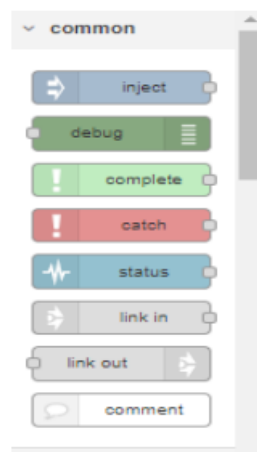 common
inject
debug
complete
catch
status
link in
link out
comment